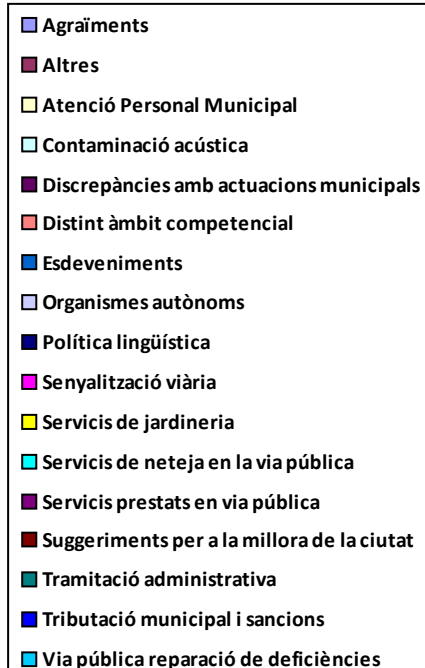 Agraïments
Altres
Atenció Personal Municipal
Contaminació acústica
Discrepàncies amb actuacions municipals
Distint àmbit competencial
Esdeveniments
Organismes autònoms
Política lingüística
Senyalització viària
Servicis de jardineria
Servicis de neteja en la via pública
Servicis prestats en via pública
Suggeriments per a la millora de la ciutat
Tramitació administrativa
Tributació municipal i sancions
Via pública reparació de deficiències